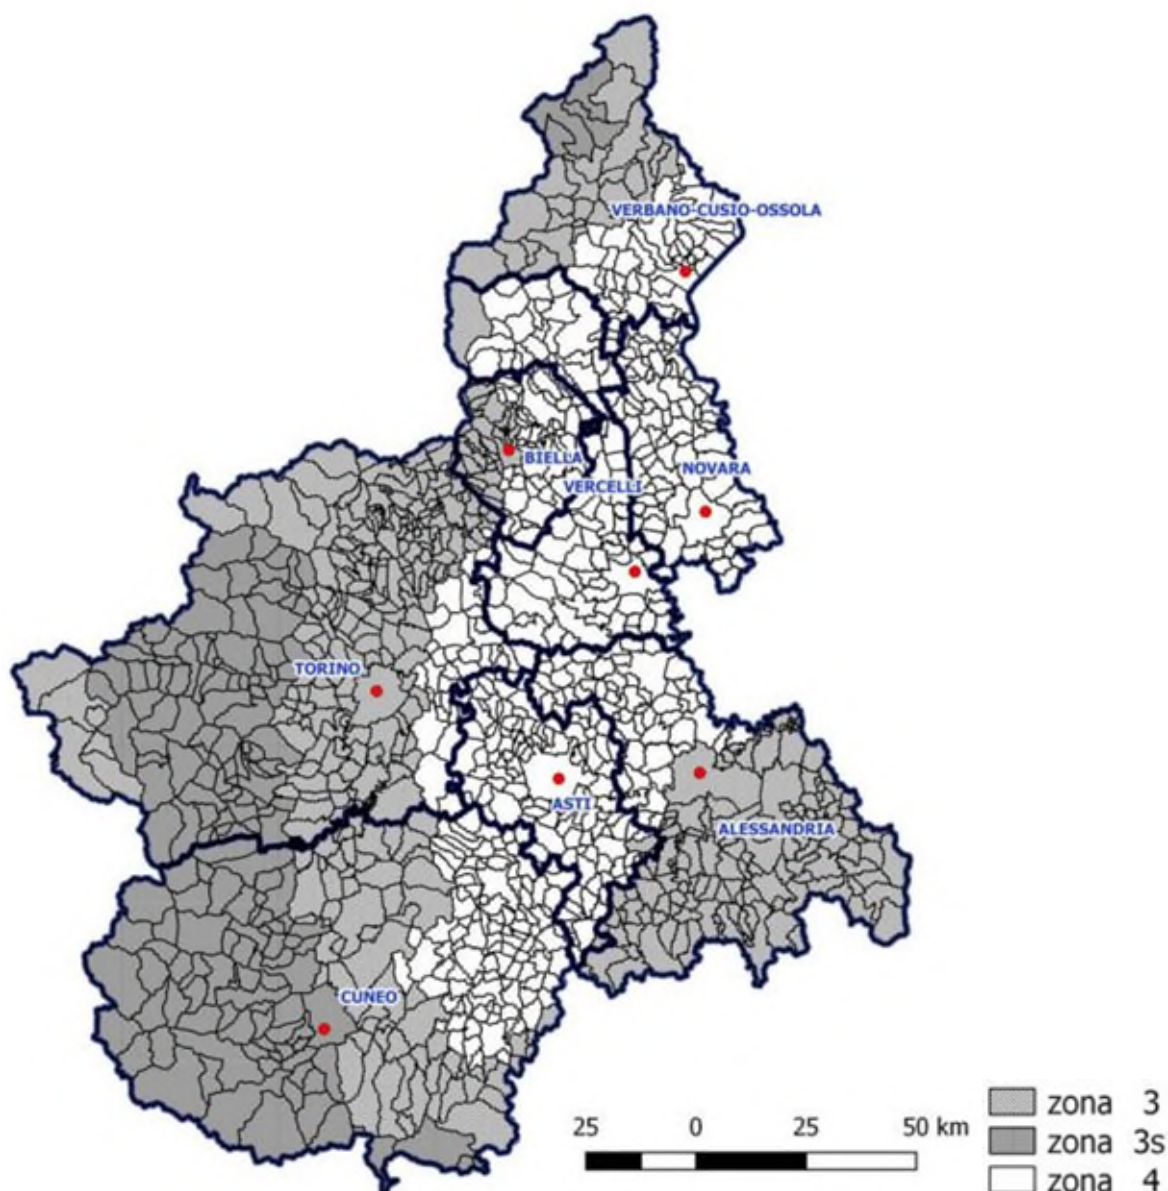 VERBANO-CUSIO-OSSOLA
BIELLA
NOVARA
VERCELLI
TORINO
ASTI
ALESSANDRIA
CUNEO
25 0 25 50 km
zona 3
zona 3s
zona 4